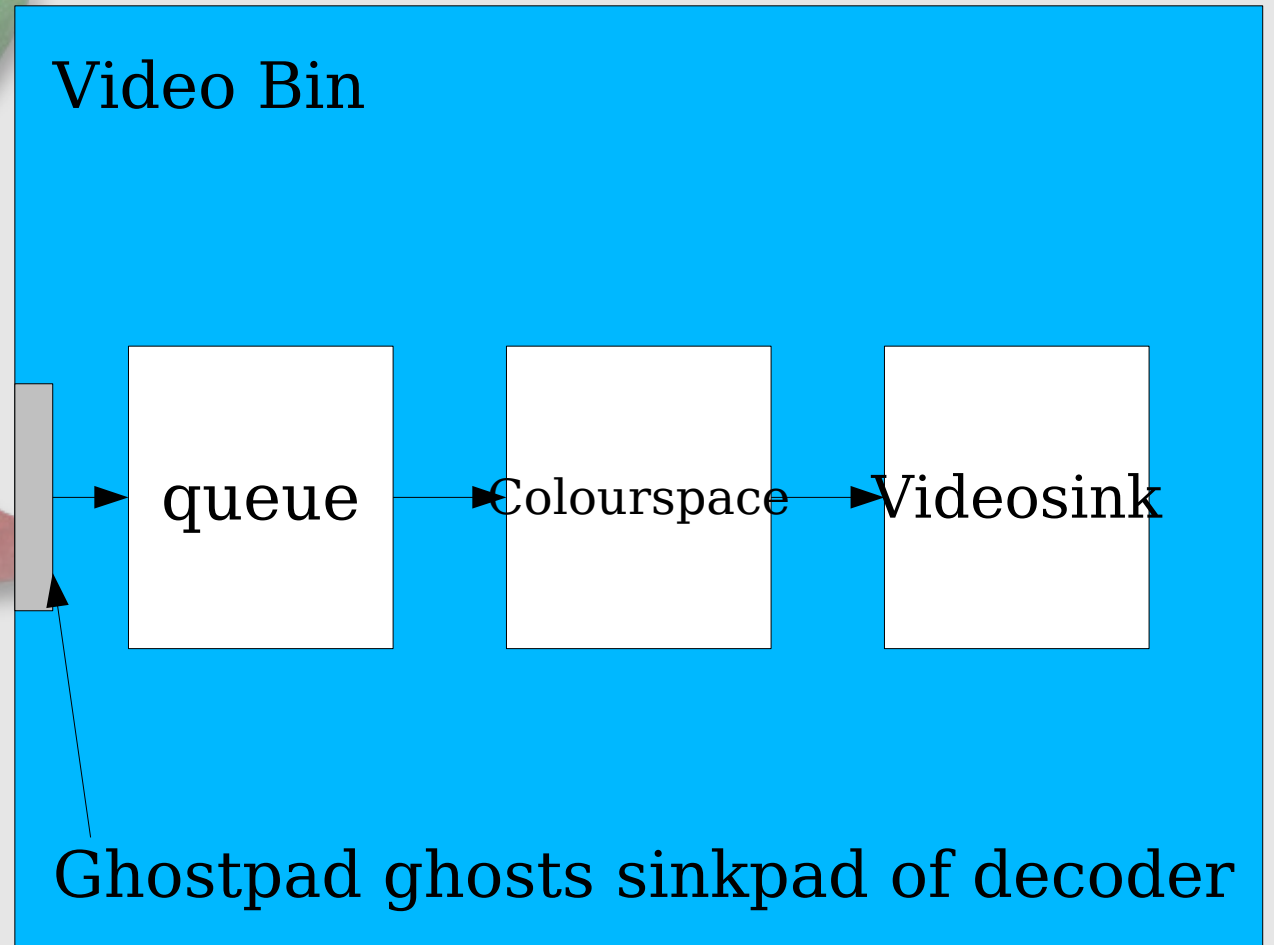 Video Bin
queue
Colourspace
Videosink
Ghostpad ghosts sinkpad of decoder